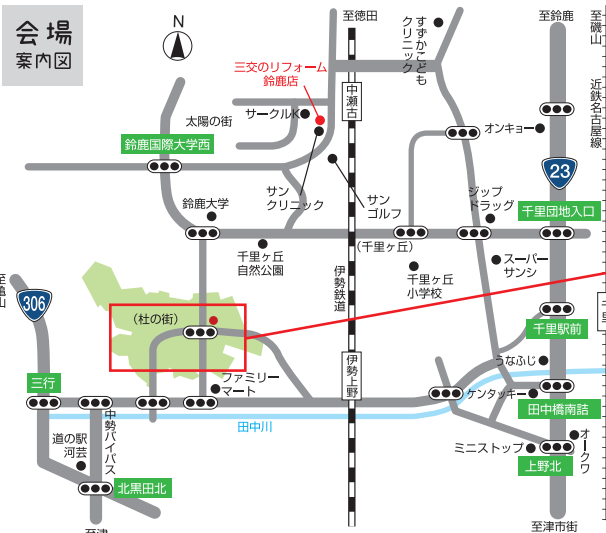 会場
案内図
N
至徳田
すずかこども
クリニック
至鈴鹿
至磯山
近鉄名古屋線
三交のリフォーム
鈴鹿店
サークルK
太陽の街
中瀬古
オンキョー
鈴鹿国際大学西
23
サン
クリニック
サン
ゴルフ
ジップ
ドラッグ
鈴鹿大学
千里団地入口
千里ヶ丘
自然公園
(千里ヶ丘)
スーパー
サンシ
千里ヶ丘
小学校
伊勢鉄道
至亀山
306
(杜の街)
千里駅前
伊勢上野
うなふじ
三行
ファミリー
マート
ケンタッキー
田中橋南詰
中勢バイパス
田中川
道の駅
河芸
ミニストップ
オークワ
上野北
北黒田北
至津
至津市街